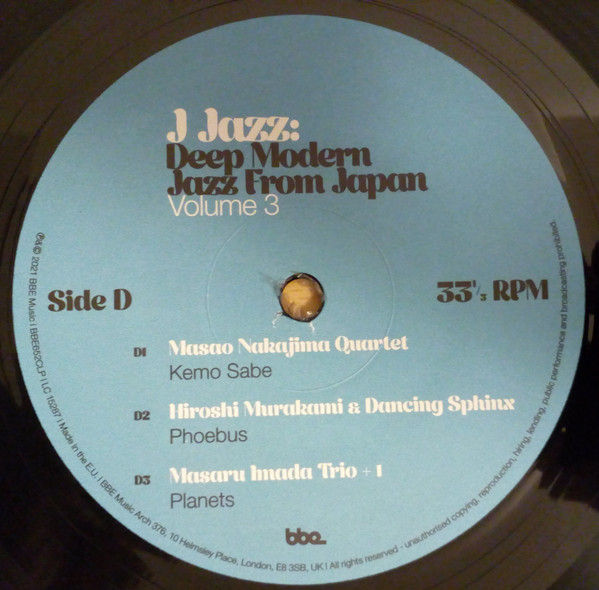 J Jazz:
Deep Modern
Jazz From Japan
Volume 3
Side D
33⅓ RPM
D1 Masao Nakajima Quartet
Kemo Sabe
D2 Hiroshi Murakami & Dancing Sphinx
Phoebus
D3 Masaru Imada Trio + 1
Planets
bbe
℗&© 2021 BBE Music | BBE652CLP | LC 15287 | Made in the E.U. | BBE Music Arch 376, 10 Helmsley Place, London, E8 3SB, UK | All rights reserved - unauthorised copying, reproduction, hiring, lending, public performance and broadcasting prohibited.